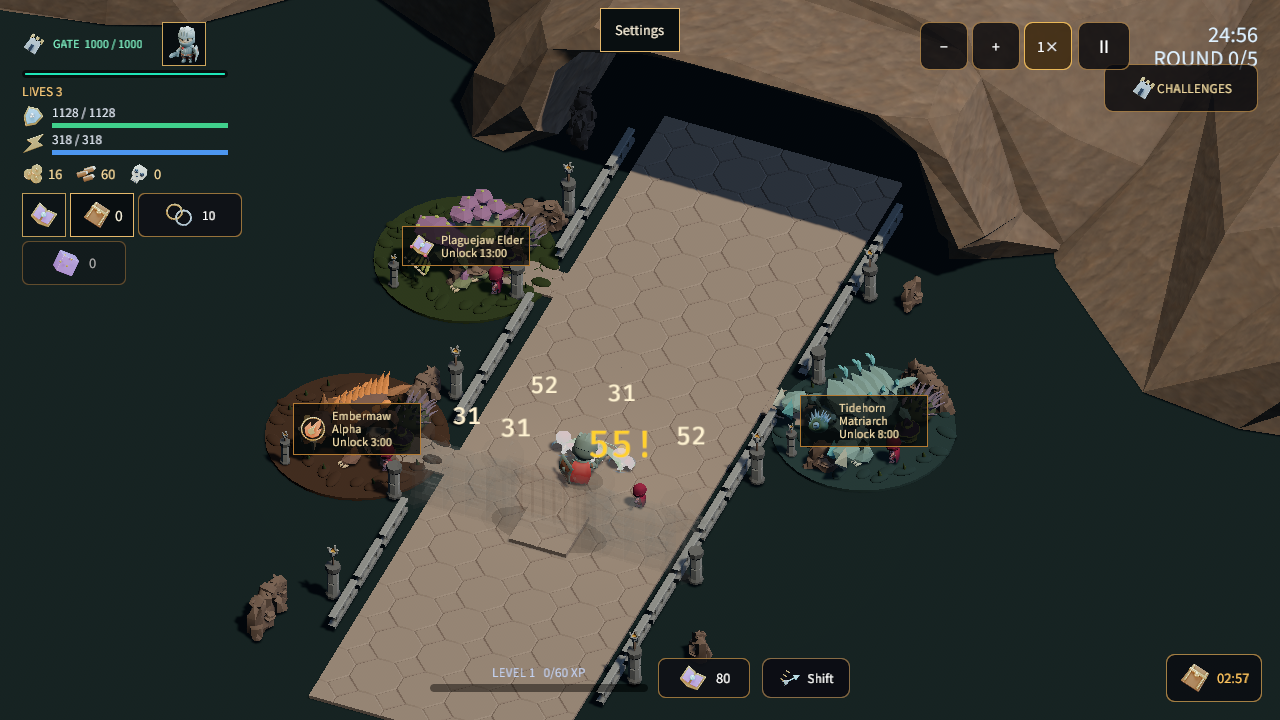 GATE 1000 / 1000
Settings
−
+
1×
24:56
ROUND 0/5
CHALLENGES
LIVES 3
1128 / 1128
318 / 318
16
60
0
0
10
0
Plaguejaw Elder
Unlock 13:00
Embermaw
Alpha
Unlock 3:00
Tidehorn
Matriarch
Unlock 8:00
52
31
31
31
55!
52
LEVEL 1 0/60 XP
80
Shift
02:57